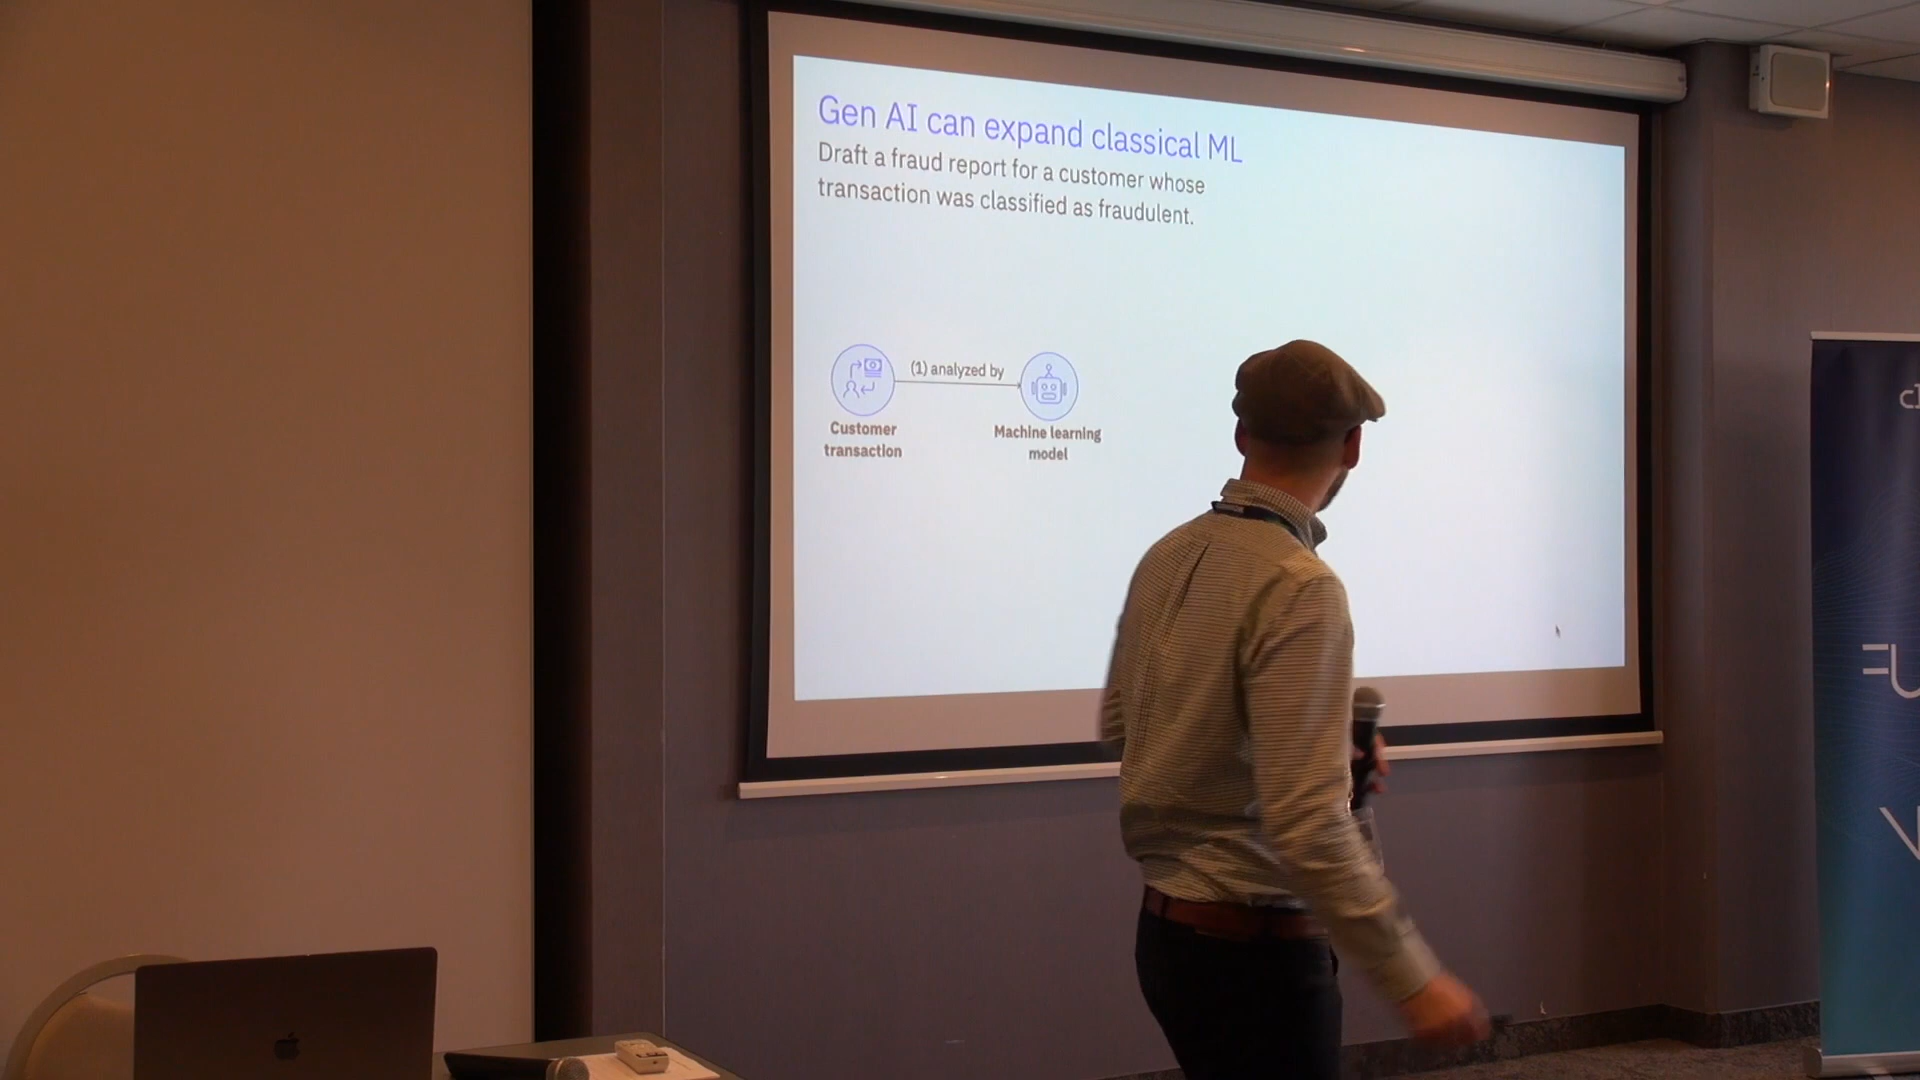 Gen AI can expand classical ML
Draft a fraud report for a customer whose
transaction was classified as fraudulent.
(1) analyzed by
Customer
transaction
Machine learning
model